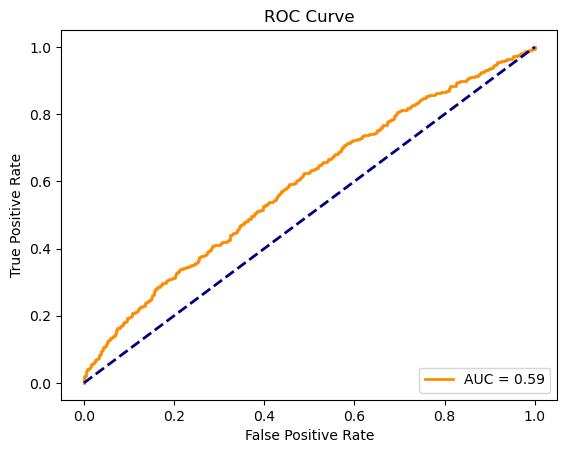 ROC Curve
True Positive Rate
1.0
0.8
0.6
0.4
0.2
0.0
0.0 0.2 0.4 0.6 0.8 1.0
False Positive Rate
AUC = 0.59